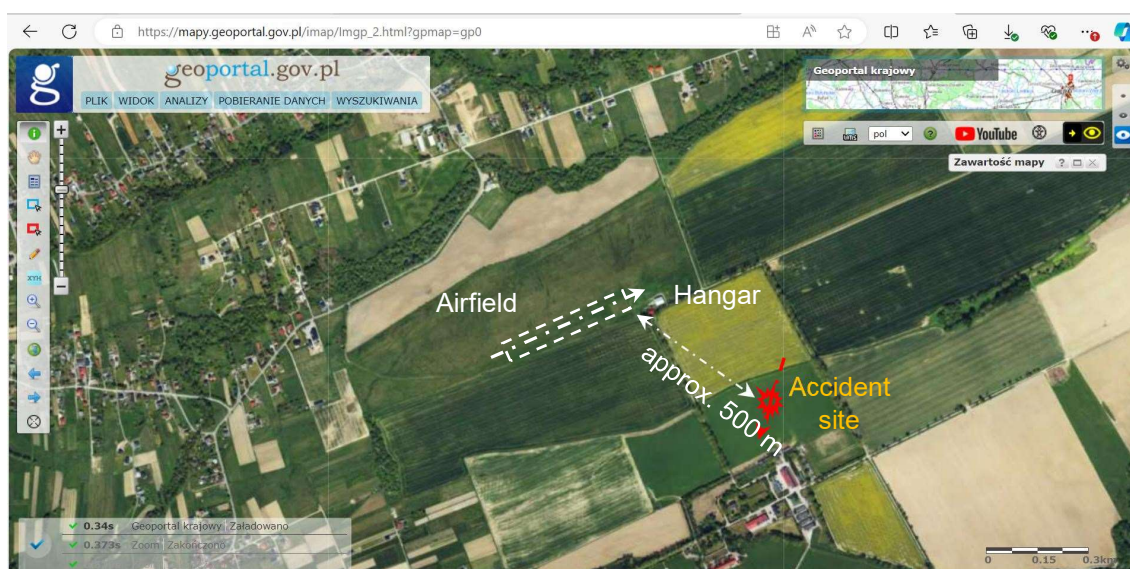 https://mapy.geoportal.gov.pl/imap/Imgp_2.html?gpmap=gp0
geoportal.gov.pl
PLIK WIDOK ANALIZY POBIERANIE DANYCH WYSZUKIWANIA
Geoportal krajowy
pol
YouTube
Zawartość mapy
XYH
Airfield
Hangar
approx. 500 m
Accident
site
0.34s Geoportal krajowy Załadowano
0.373s Zoom Zakończono
0 0.15 0.3km